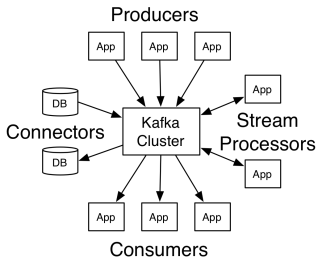 Producers
App
App
App
DB
App
Connectors
Kafka
Cluster
Stream
Processors
DB
App
App
App
App
Consumers